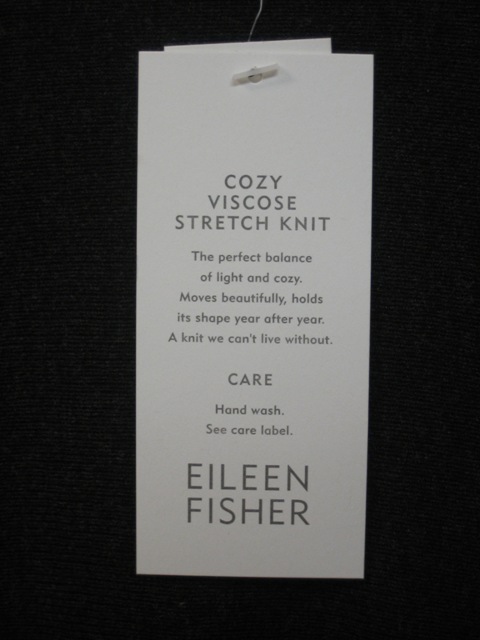 COZY
VISCOSE
STRETCH KNIT
The perfect balance
of light and cozy.
Moves beautifully, holds
its shape year after year.
A knit we can't live without.
CARE
Hand wash.
See care label.
EILEEN
FISHER